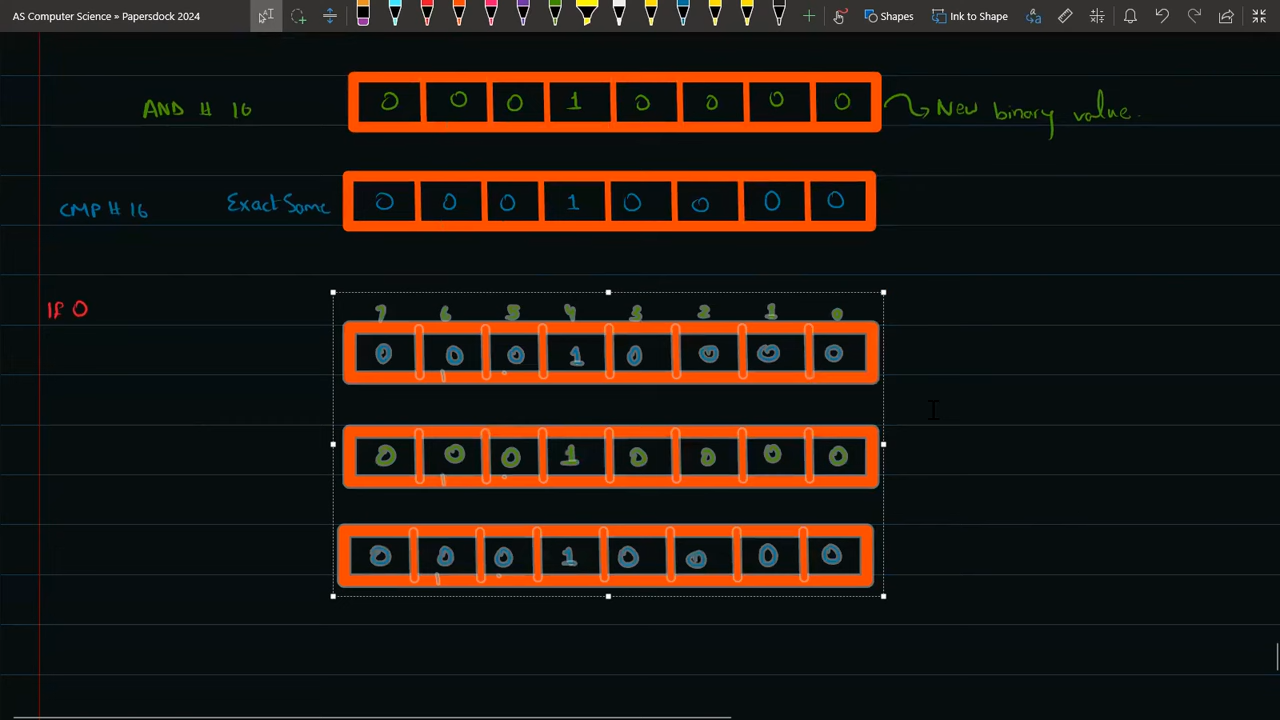 AS Computer Science » Papersdock 2024
Shapes
Ink to Shape
AND # 16 0 0 0 1 0 0 0 0 New binary value.
CMP # 16 Exact Same 0 0 0 1 0 0 0 0
If 0
7 6 5 4 3 2 1 0
0 0 0 1 0 0 0 0
0 0 0 1 0 0 0 0
0 0 0 1 0 0 0 0